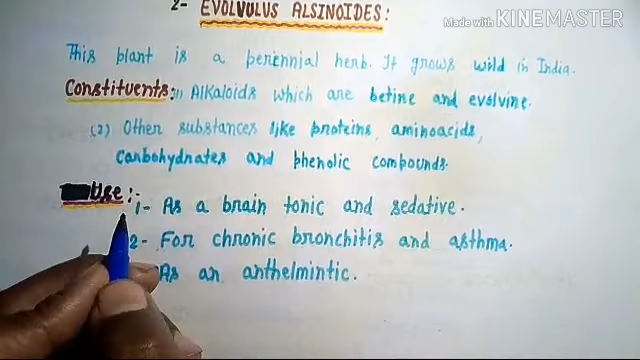 Made with KINEMASTER
2- EVOLVULUS ALSINOIDES:
This plant is a perennial herb. It grows wild in India.
Constituents:- 1) Alkaloids which are betine and evolvine.
(2) Other substances like proteins, aminoacids,
carbohydrates and phenolic compounds.
Use:- 1- As a brain tonic and sedative.
2- For chronic bronchitis and asthma.
As an anthelmintic.